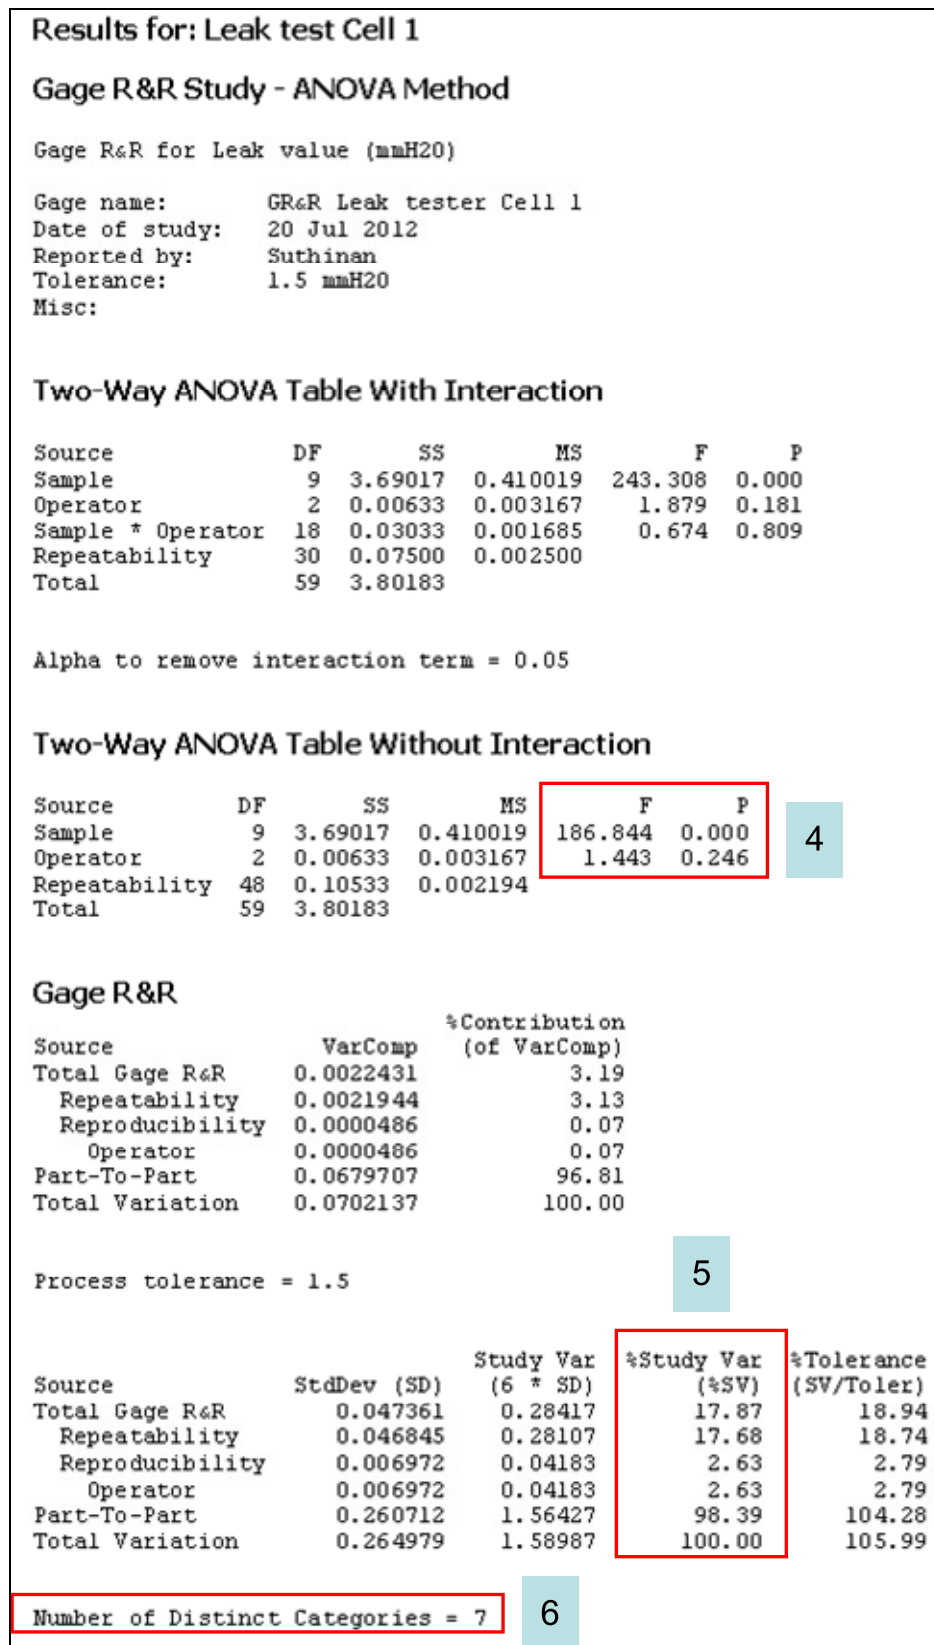 Results for: Leak test Cell 1
Gage R&R Study - ANOVA Method
Gage R&R for Leak value (mmH20)
Gage name: GR&R Leak tester Cell 1
Date of study: 20 Jul 2012
Reported by: Suthinan
Tolerance: 1.5 mmH20
Misc:
Two-Way ANOVA Table With Interaction
Source DF SS MS F P
Sample 9 3.69017 0.410019 243.308 0.000
Operator 2 0.00633 0.003167 1.879 0.181
Sample * Operator 18 0.03033 0.001685 0.674 0.809
Repeatability 30 0.07500 0.002500
Total 59 3.80183
Alpha to remove interaction term = 0.05
Two-Way ANOVA Table Without Interaction
Source DF SS MS F P
Sample 9 3.69017 0.410019 186.844 0.000
Operator 2 0.00633 0.003167 1.443 0.246
Repeatability 48 0.10533 0.002194
Total 59 3.80183
4
Gage R&R
%Contribution
Source VarComp (of VarComp)
Total Gage R&R 0.0022431 3.19
Repeatability 0.0021944 3.13
Reproducibility 0.0000486 0.07
Operator 0.0000486 0.07
Part-To-Part 0.0679707 96.81
Total Variation 0.0702137 100.00
Process tolerance = 1.5
5
Study Var %Study Var %Tolerance
Source StdDev (SD) (6 * SD) (%SV) (SV/Toler)
Total Gage R&R 0.047361 0.28417 17.87 18.94
Repeatability 0.046845 0.28107 17.68 18.74
Reproducibility 0.006972 0.04183 2.63 2.79
Operator 0.006972 0.04183 2.63 2.79
Part-To-Part 0.260712 1.56427 98.39 104.28
Total Variation 0.264979 1.58987 100.00 105.99
Number of Distinct Categories = 7
6